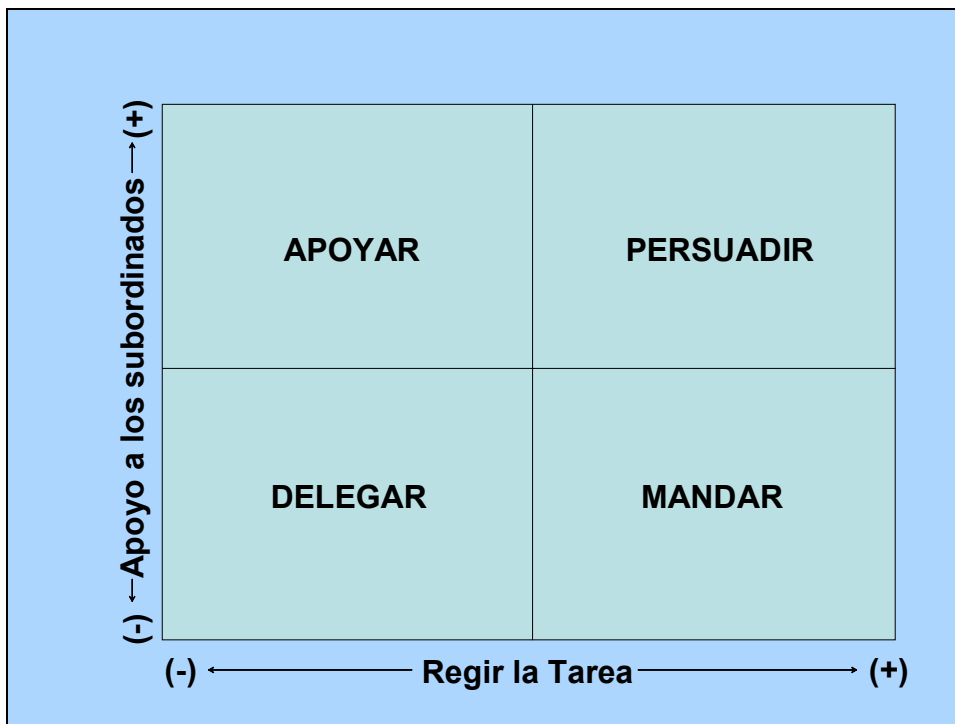 (-) Apoyo a los subordinados (+)
APOYAR PERSUADIR
DELEGAR MANDAR
(-) Regir la Tarea (+)